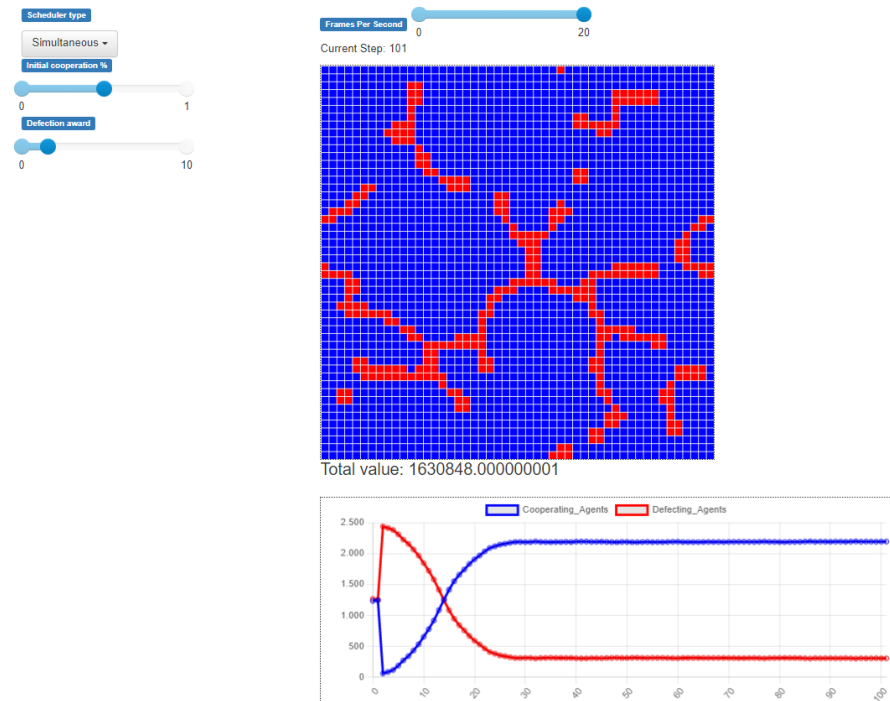 Scheduler type
Simultaneous
Initial cooperation %
0 1
Defection award
0 10
Frames Per Second
0 20
Current Step: 101
Total value: 1630848.000000001
Cooperating_Agents Defecting_Agents
2.500
2.000
1.500
1.000
500
0
0 10 20 30 40 50 60 70 80 90 100